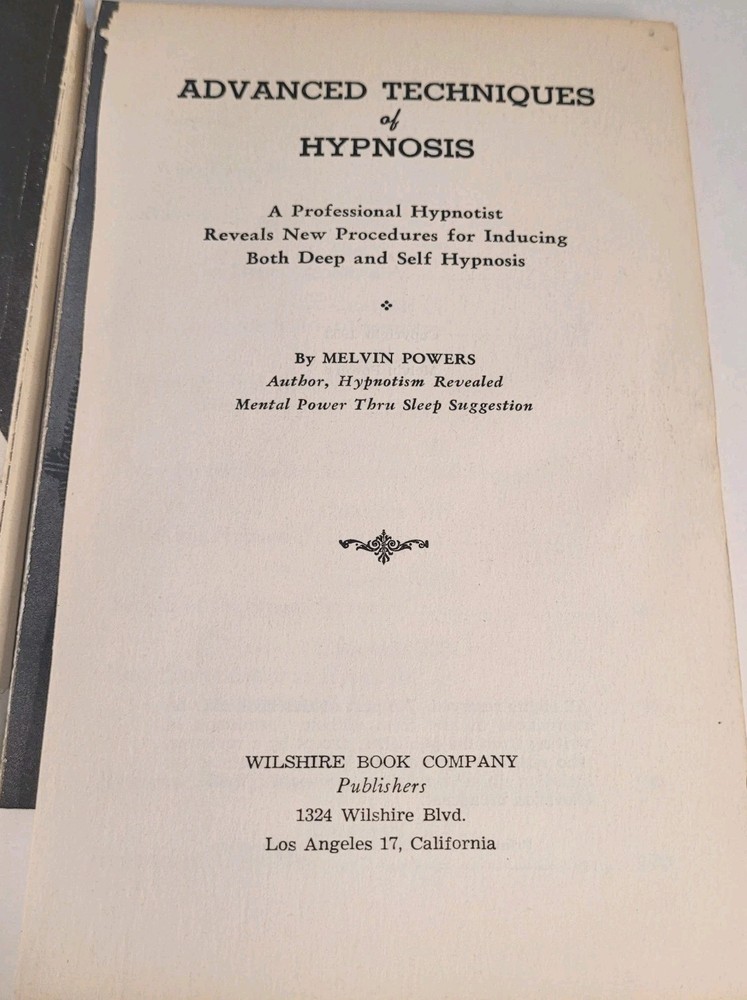 ADVANCED TECHNIQUES
of
HYPNOSIS
A Professional Hypnotist
Reveals New Procedures for Inducing
Both Deep and Self Hypnosis
By MELVIN POWERS
Author, Hypnotism Revealed
Mental Power Thru Sleep Suggestion
WILSHIRE BOOK COMPANY
Publishers
1324 Wilshire Blvd.
Los Angeles 17, California